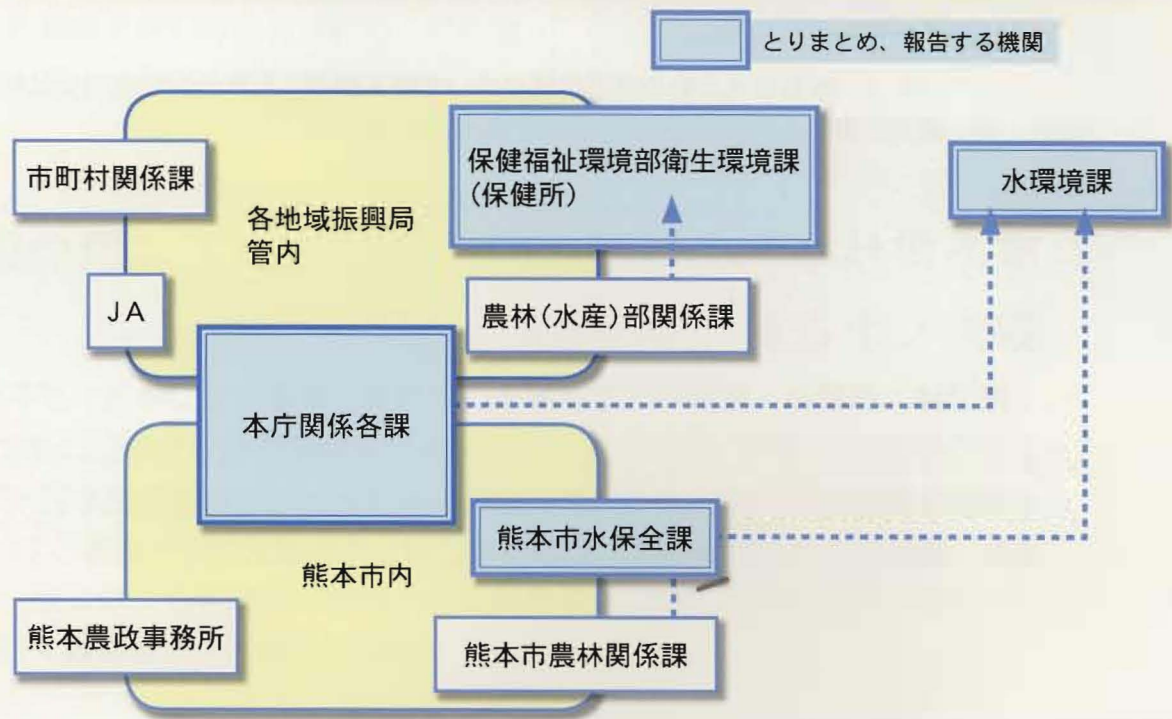 とりまとめ、報告する機関
市町村関係課
各地域振興局
管内
保健福祉環境部衛生環境課
(保健所)
水環境課
JA
農林(水産)部関係課
本庁関係各課
熊本市水保全課
熊本市内
熊本農政事務所
熊本市農林関係課